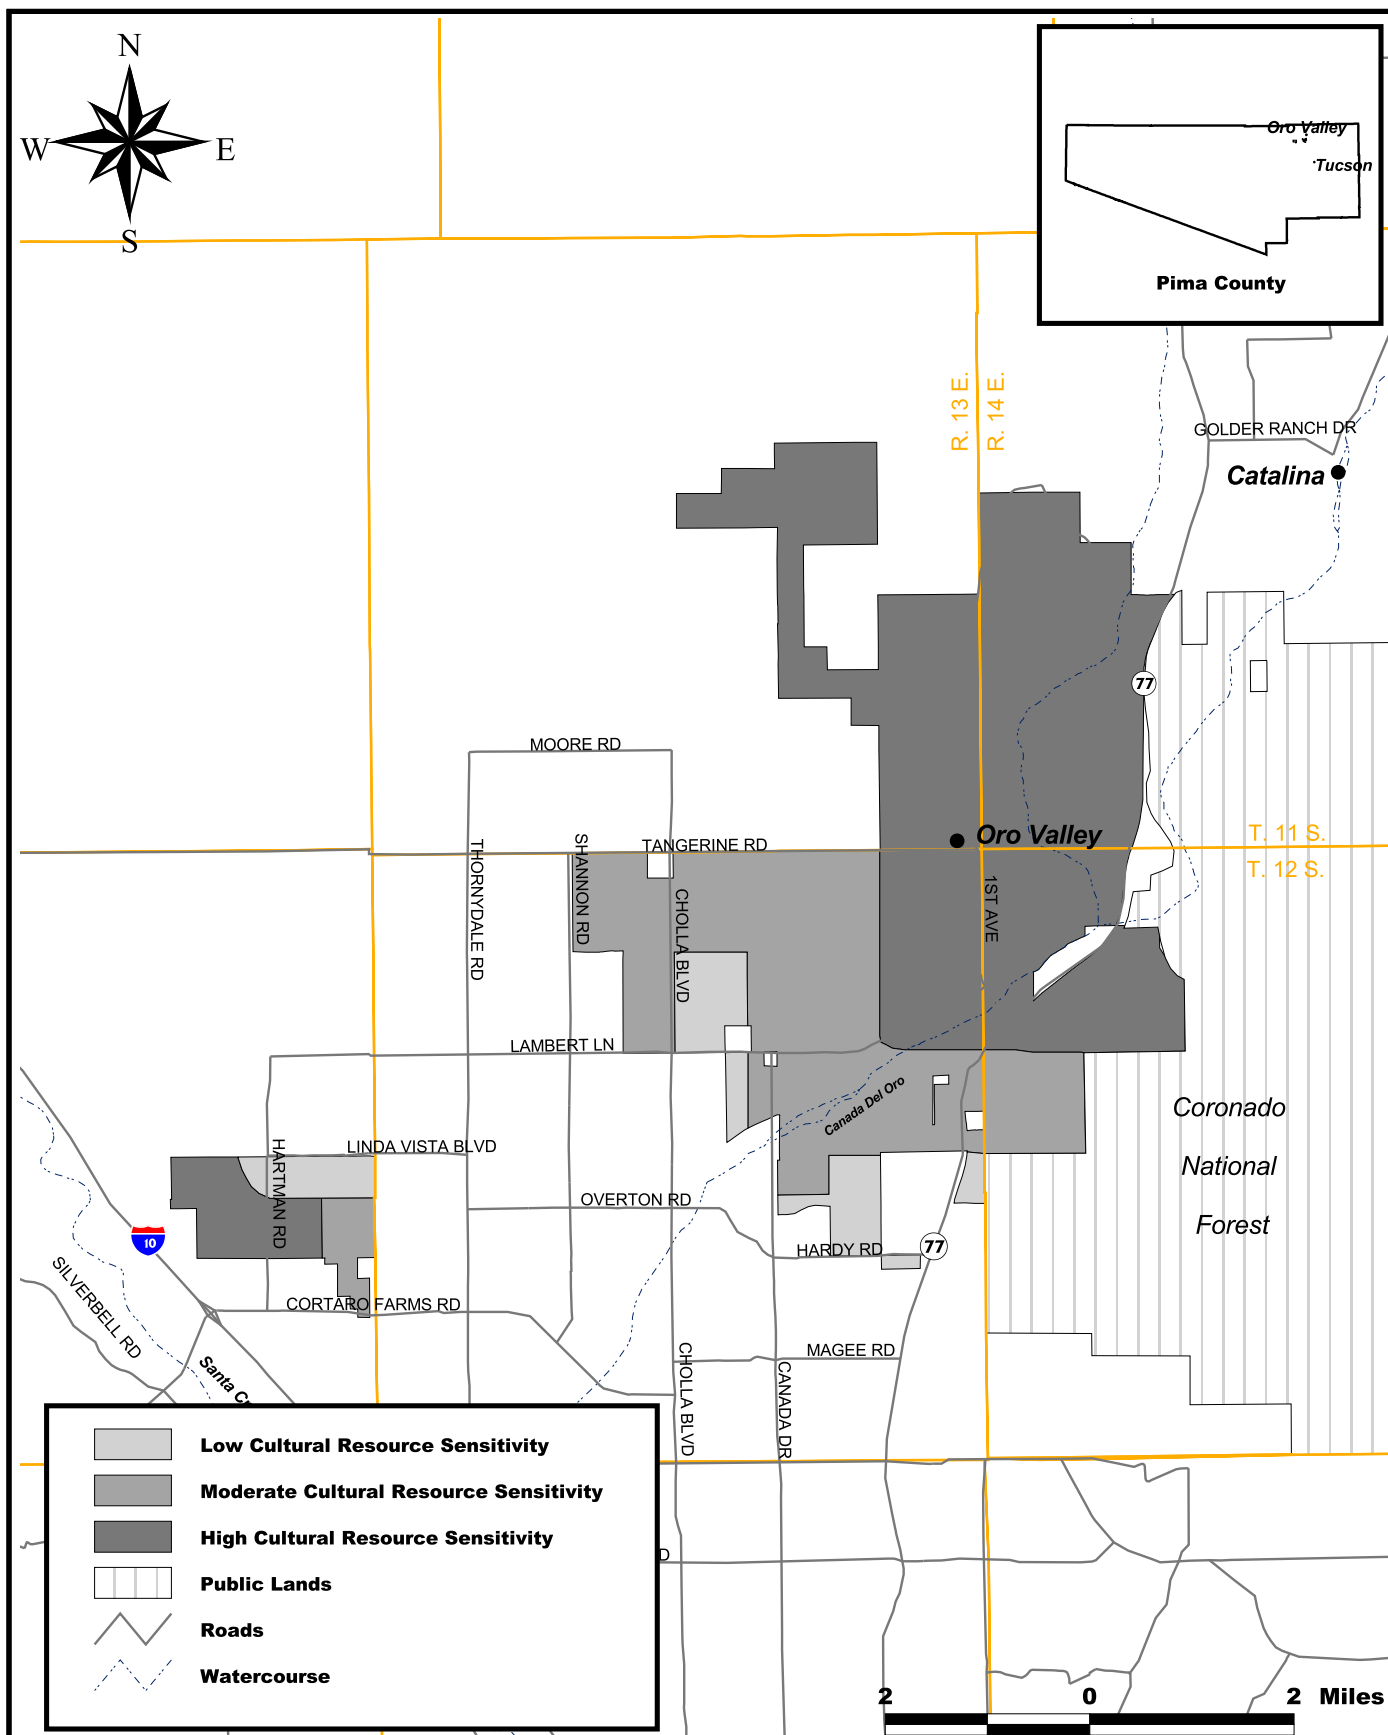 N
W
E
S
Oro Valley
Tucson
Pima County
R. 13 E.
R. 14 E.
GOLDER RANCH DR
Catalina
77
MOORE RD
TANGERINE RD
Oro Valley
T. 11 S.
T. 12 S.
THORNYDALE RD
SHANNON RD
CHOLLA BLVD
1ST AVE
LAMBERT LN
Canada Del Oro
Coronado
National
Forest
HARTMAN RD
LINDA VISTA BLVD
OVERTON RD
HARDY RD
77
10
SILVERBELL RD
CORTARO FARMS RD
Santa Cr
MAGEE RD
CHOLLA BLVD
CANADA DR
D
Low Cultural Resource Sensitivity
Moderate Cultural Resource Sensitivity
High Cultural Resource Sensitivity
Public Lands
Roads
Watercourse
2 0 2 Miles